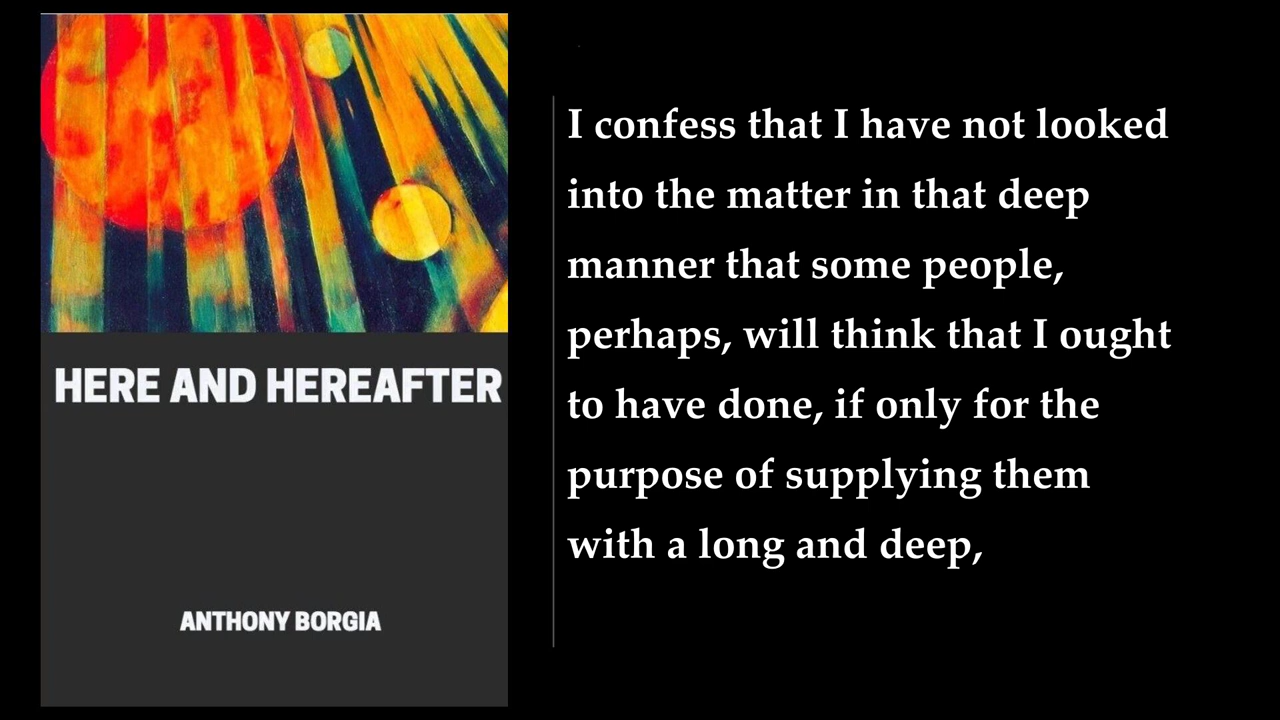 HERE AND HEREAFTER
ANTHONY BORGIA
I confess that I have not looked
into the matter in that deep
manner that some people,
perhaps, will think that I ought
to have done, if only for the
purpose of supplying them
with a long and deep,